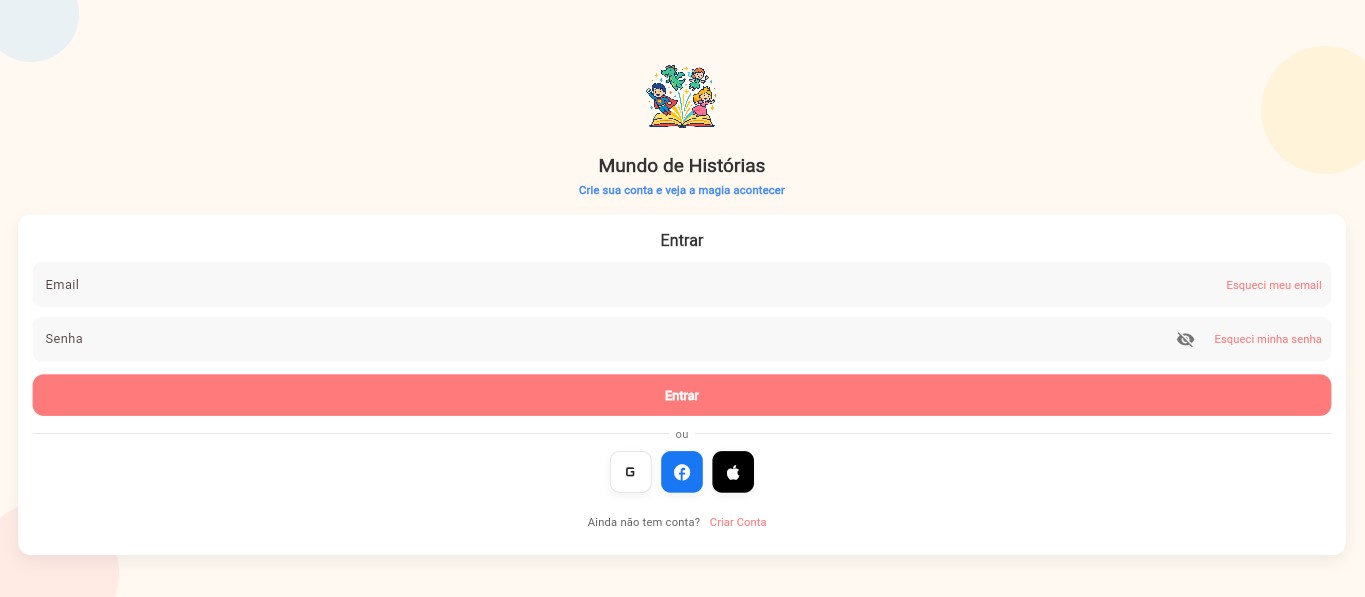 Mundo de Histórias
Crie sua conta e veja a magia acontecer
Entrar
Email
Esqueci meu email
Senha
Esqueci minha senha
Entrar
ou
G
Ainda não tem conta? Criar Conta